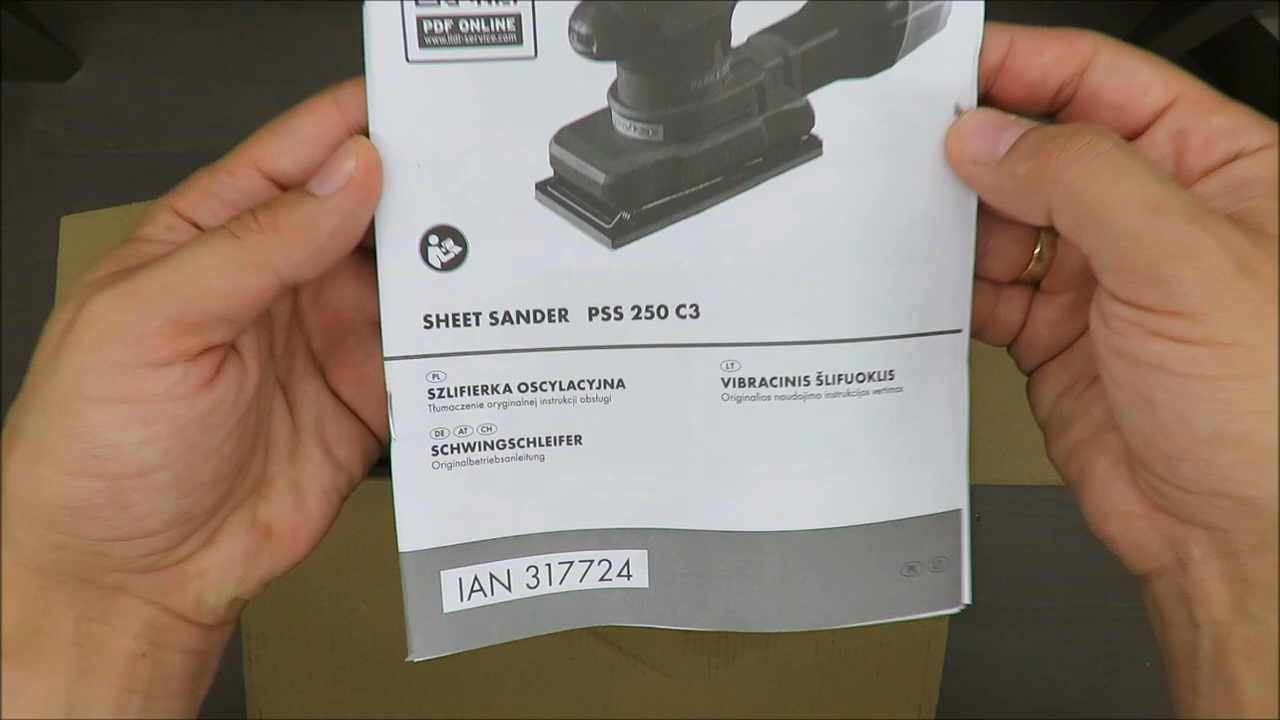 PDF ONLINE
www.lidl-service.com
PARKSIDE
SHEET SANDER PSS 250 C3
PL
SZLIFIERKA OSCYLACYJNA
Tłumaczenie oryginalnej instrukcji obsługi
LT
VIBRACINIS ŠLIFUOKLIS
Originalios naudojimo instrukcijos vertimas
DE AT CH
SCHWINGSCHLEIFER
Originalbetriebsanleitung
IAN 317724
PL LT